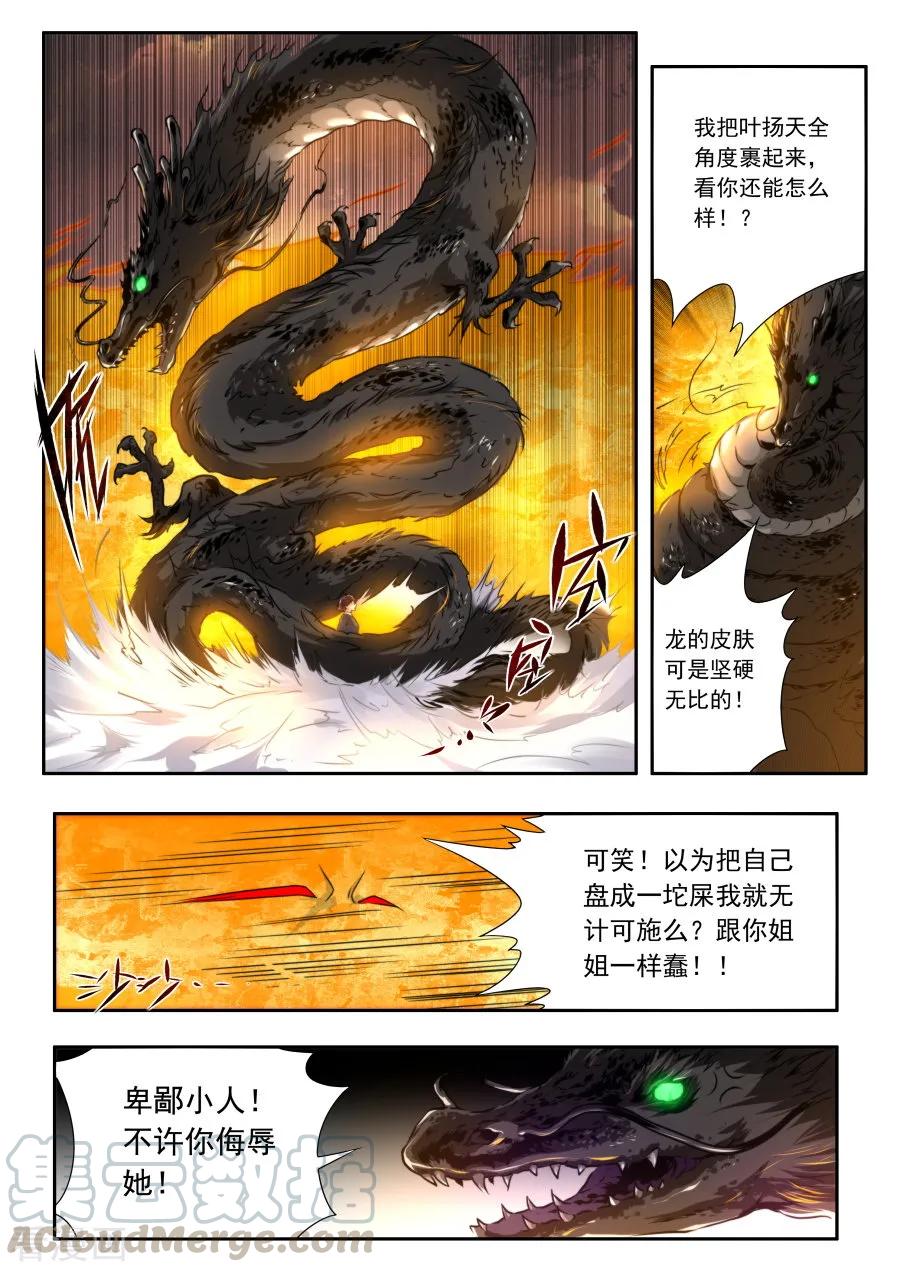 我把叶扬天全
角度裹起来，
看你还能怎么
样！？
龙的皮肤
可是坚硬
无比的！
可笑！以为把自己
盘成一坨屎我就无
计可施么？跟你姐
姐一样蠢！！
沙沙..
卑鄙小人！
不许你侮辱
她！
集云数据
ACloudMerge.com